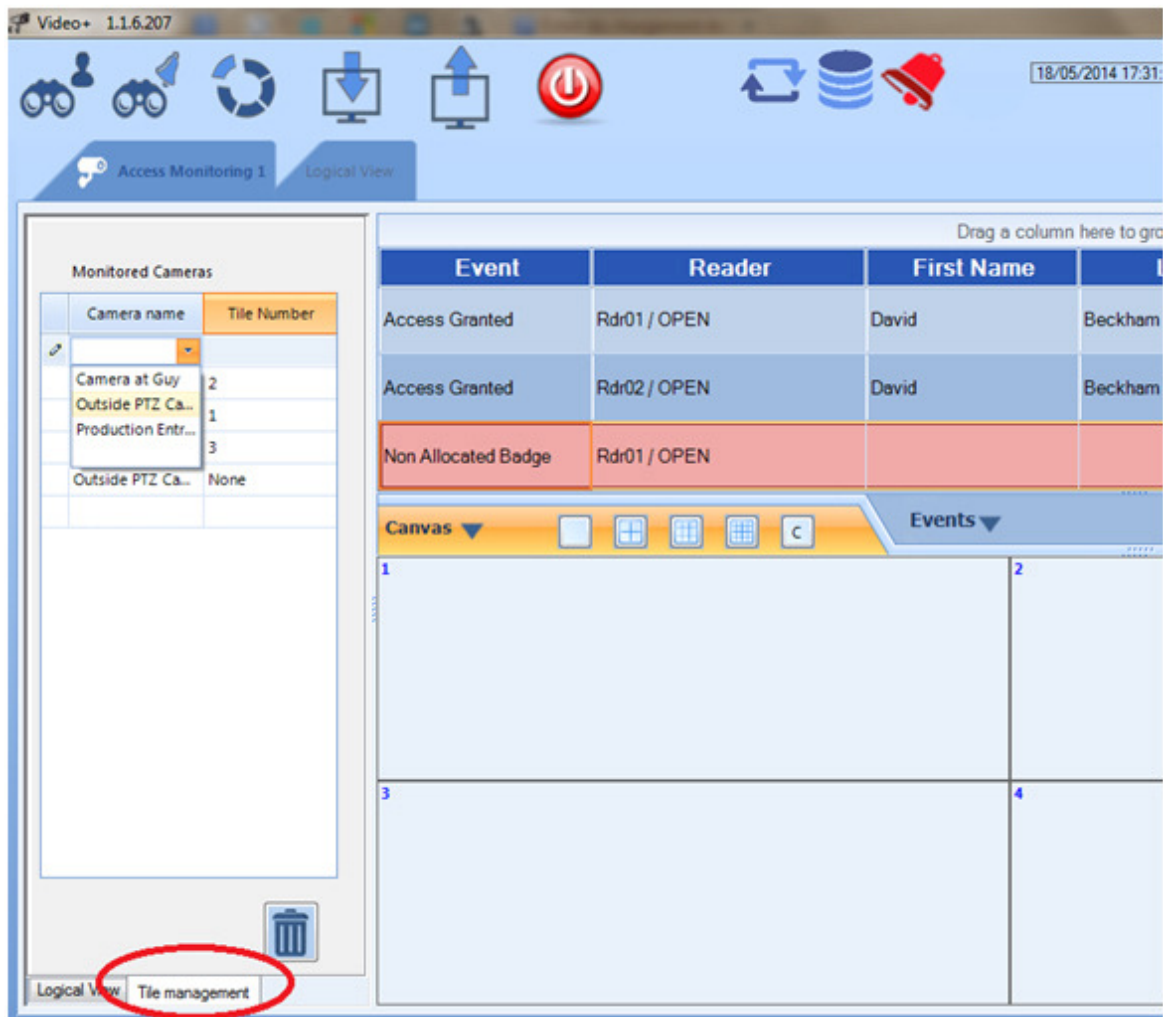 Video+ 1.1.6.207
18/05/2014 17:31:
Access Monitoring 1
Logical View
Drag a column here to gro
Monitored Cameras
Camera name Tile Number
Camera at Guy
Outside PTZ Ca...
Production Entr...
2
1
3
Outside PTZ Ca... None
Event Reader First Name L
Access Granted Rdr01 / OPEN David Beckham
Access Granted Rdr02 / OPEN David Beckham
Non Allocated Badge Rdr01 / OPEN
Canvas C Events
1 2
3 4
Logical View Tile management